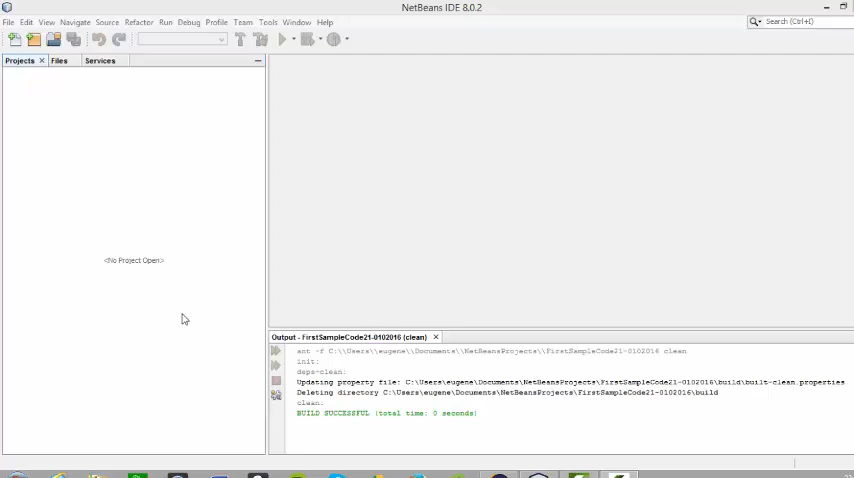 NetBeans IDE 8.0.2
File Edit View Navigate Source Refactor Run Debug Profile Team Tools Window Help
Search (Ctrl+I)
Projects Files Services
<No Project Open>
Output - FirstSampleCode21-0102016 (clean)
ant -f C:\\Users\\eugene\\Documents\\NetBeansProjects\\FirstSampleCode21-0102016 clean
init:
deps-clean:
Updating property file: C:\Users\eugene\Documents\NetBeansProjects\FirstSampleCode21-0102016\build\built-clean.properties
Deleting directory C:\Users\eugene\Documents\NetBeansProjects\FirstSampleCode21-0102016\build
clean:
BUILD SUCCESSFUL (total time: 0 seconds)